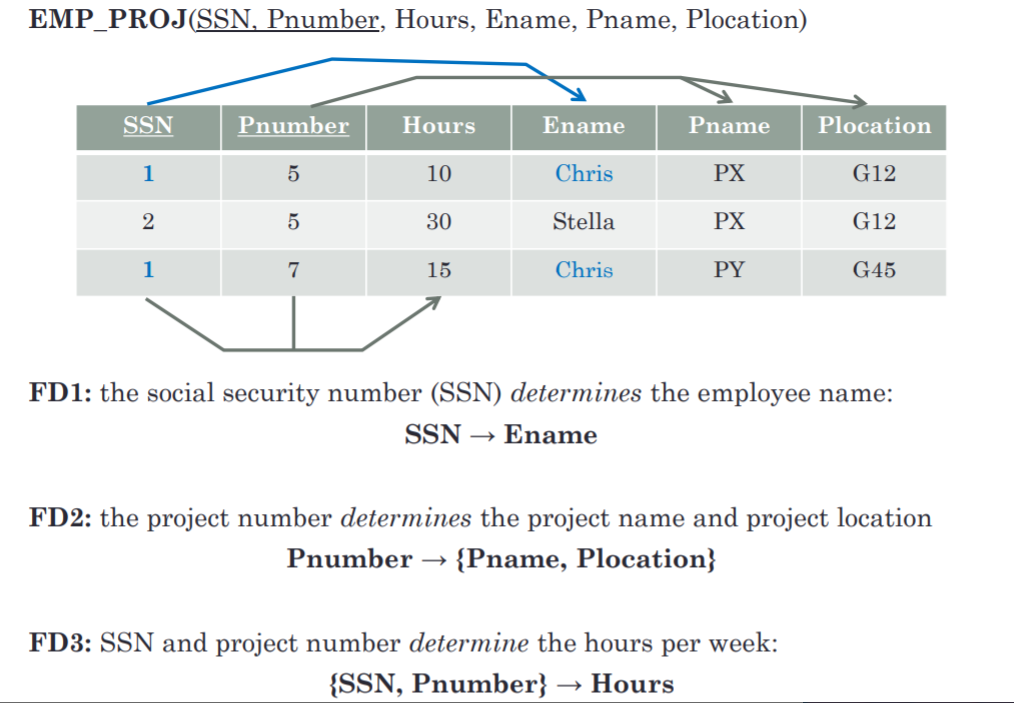 EMP_PROJ(SSN, Pnumber, Hours, Ename, Pname, Plocation)
SSN Pnumber Hours Ename Pname Plocation
1 5 10 Chris PX G12
2 5 30 Stella PX G12
1 7 15 Chris PY G45
FD1: the social security number (SSN) determines the employee name:
SSN → Ename
FD2: the project number determines the project name and project location
Pnumber → {Pname, Plocation}
FD3: SSN and project number determine the hours per week:
{SSN, Pnumber} → Hours